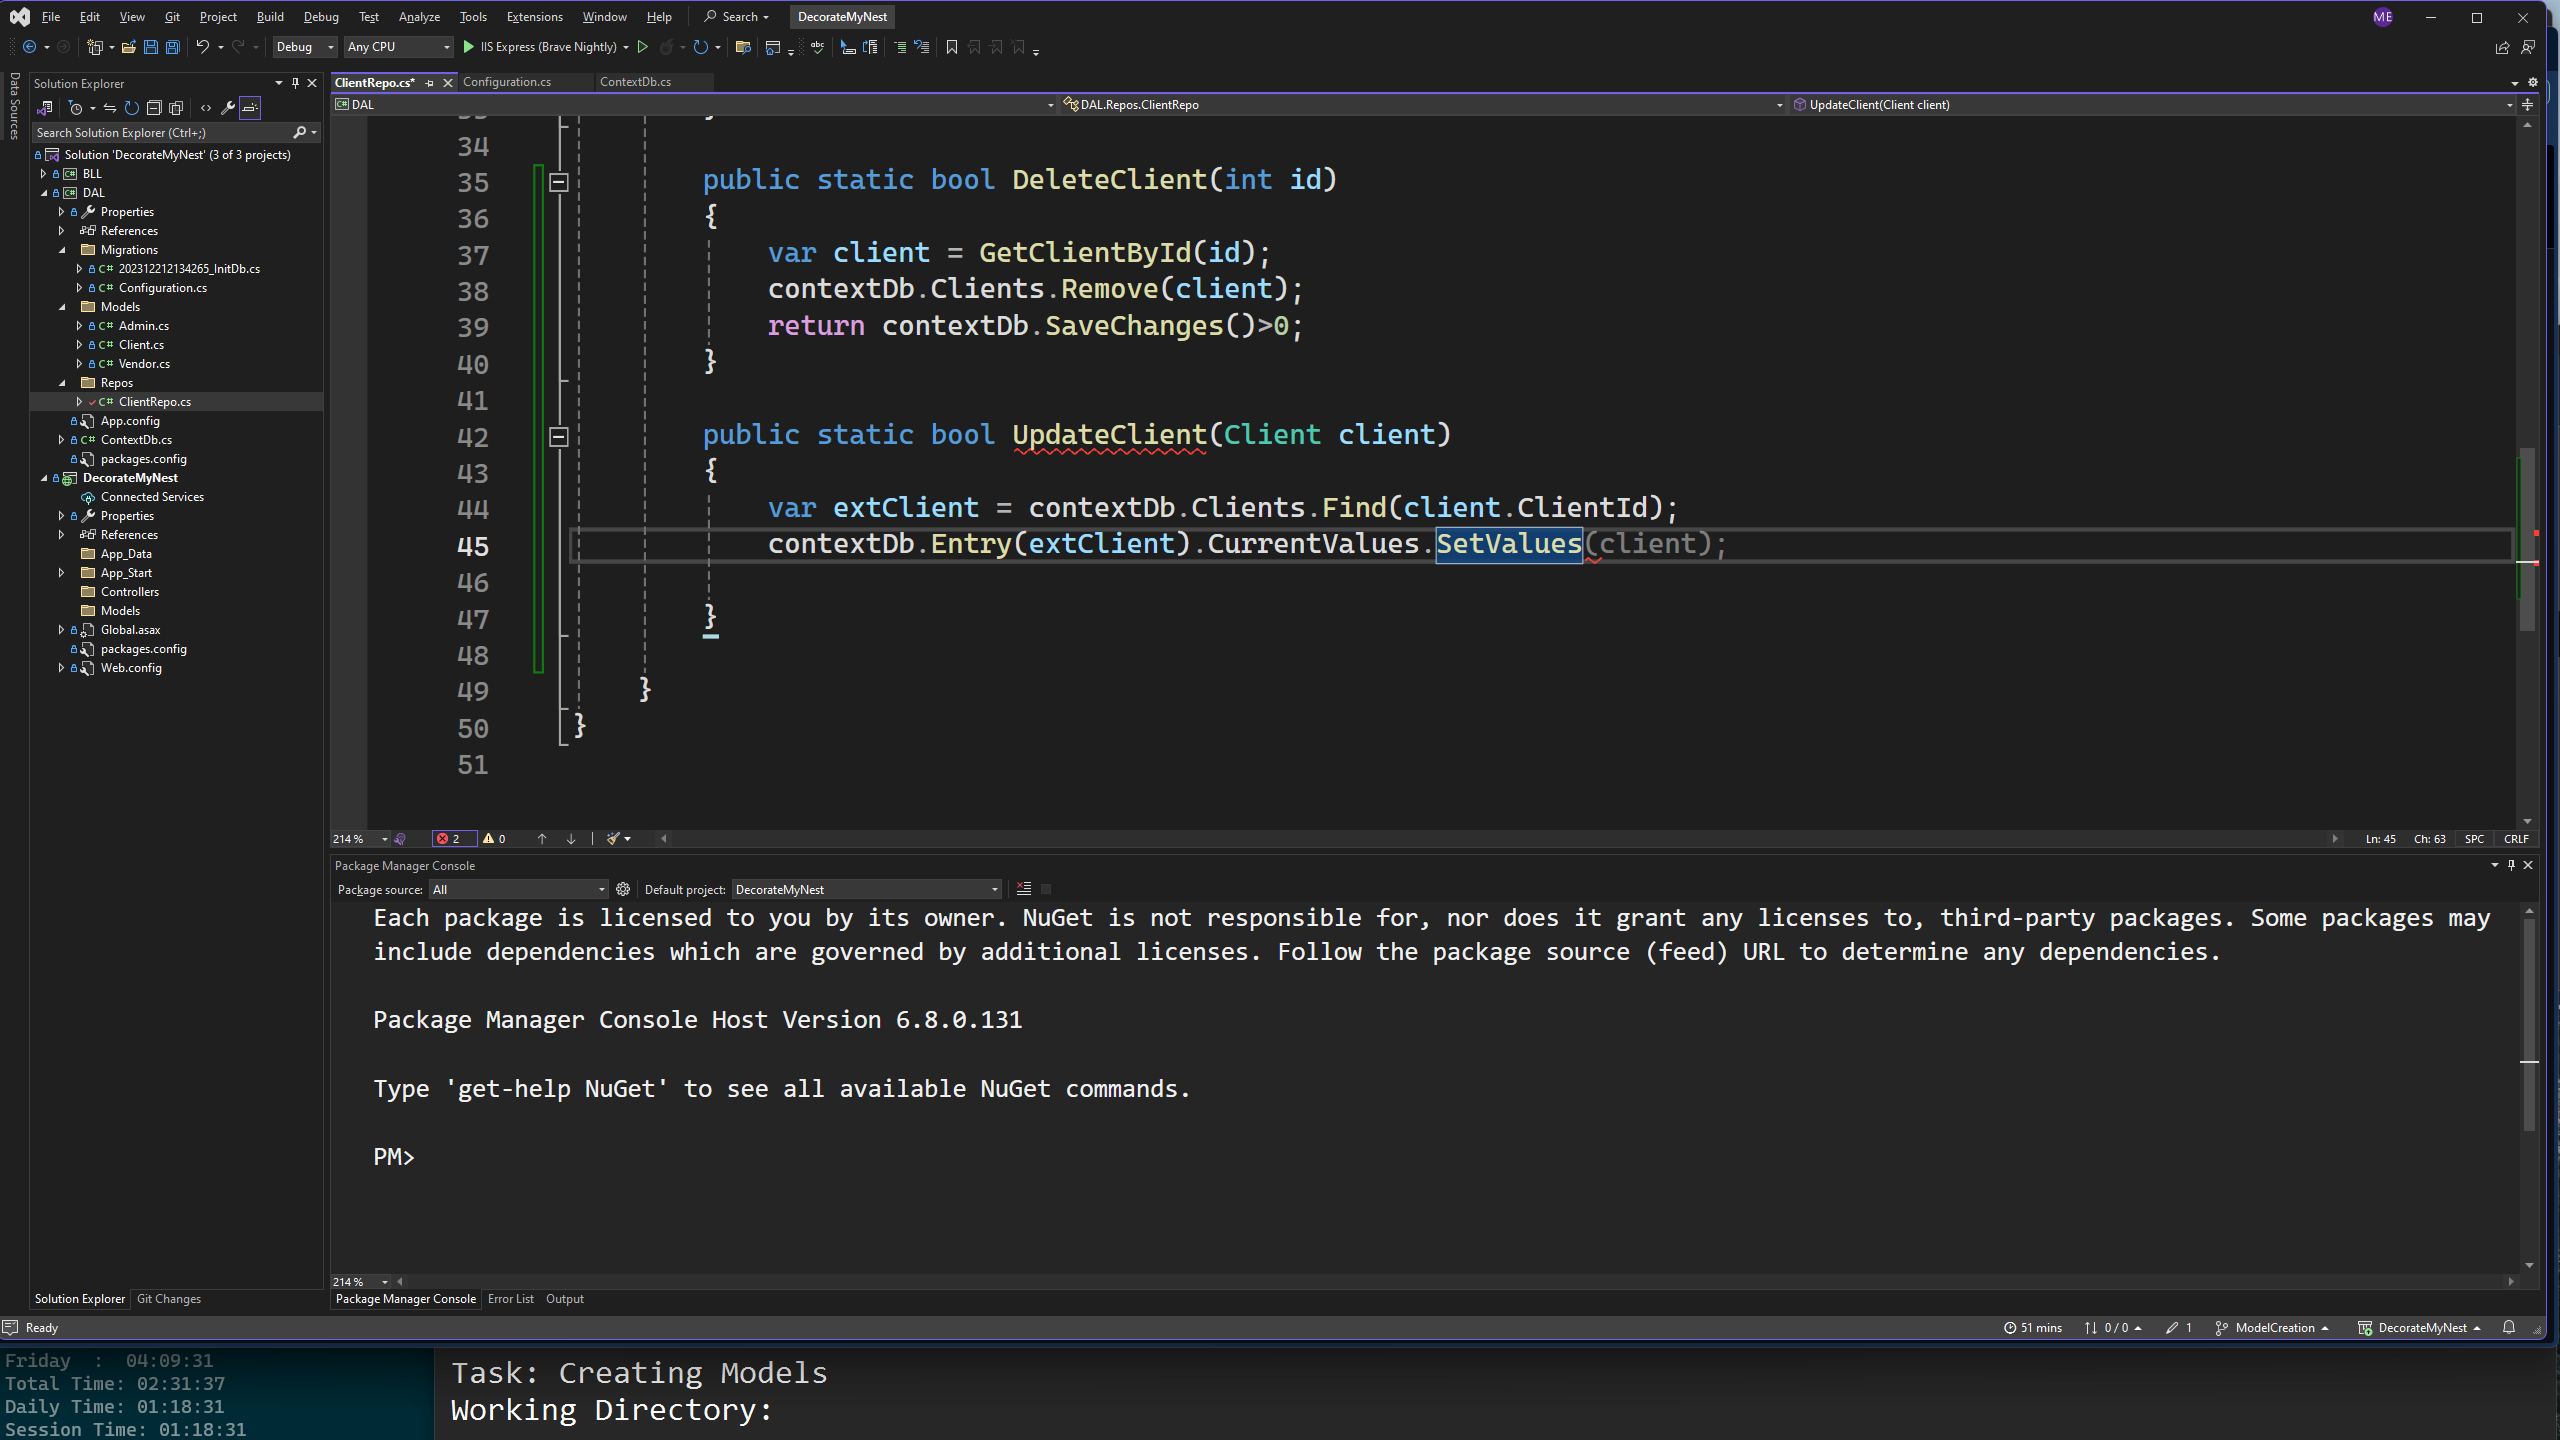 File Edit View Git Project Build Debug Test Analyze Tools Extensions Window Help Search DecorateMyNest ME
Debug Any CPU IIS Express (Brave Nightly)
Data Sources
Solution Explorer
Search Solution Explorer (Ctrl+;)
Solution 'DecorateMyNest' (3 of 3 projects)
BLL
DAL
Properties
References
Migrations
202312212134265_InitDb.cs
Configuration.cs
Models
Admin.cs
Client.cs
Vendor.cs
Repos
ClientRepo.cs
App.config
ContextDb.cs
packages.config
DecorateMyNest
Connected Services
Properties
References
App_Data
App_Start
Controllers
Models
Global.asax
packages.config
Web.config
Solution Explorer Git Changes
ClientRepo.cs* Configuration.cs ContextDb.cs
DAL DAL.Repos.ClientRepo UpdateClient(Client client)
34
35 public static bool DeleteClient(int id)
36 {
37 var client = GetClientById(id);
38 contextDb.Clients.Remove(client);
39 return contextDb.SaveChanges()>0;
40 }
41
42 public static bool UpdateClient(Client client)
43 {
44 var extClient = contextDb.Clients.Find(client.ClientId);
45 contextDb.Entry(extClient).CurrentValues.SetValues(client);
46
47 }
48
49 }
50 }
51
214 % 2 0 Ln: 45 Ch: 63 SPC CRLF
Package Manager Console
Package source: All Default project: DecorateMyNest
Each package is licensed to you by its owner. NuGet is not responsible for, nor does it grant any licenses to, third-party packages. Some packages may
include dependencies which are governed by additional licenses. Follow the package source (feed) URL to determine any dependencies.
Package Manager Console Host Version 6.8.0.131
Type 'get-help NuGet' to see all available NuGet commands.
PM>
214 %
Package Manager Console Error List Output
Ready 51 mins 0 / 0 1 ModelCreation DecorateMyNest
Friday : 04:09:31
Total Time: 02:31:37
Daily Time: 01:18:31
Session Time: 01:18:31
Task: Creating Models
Working Directory: